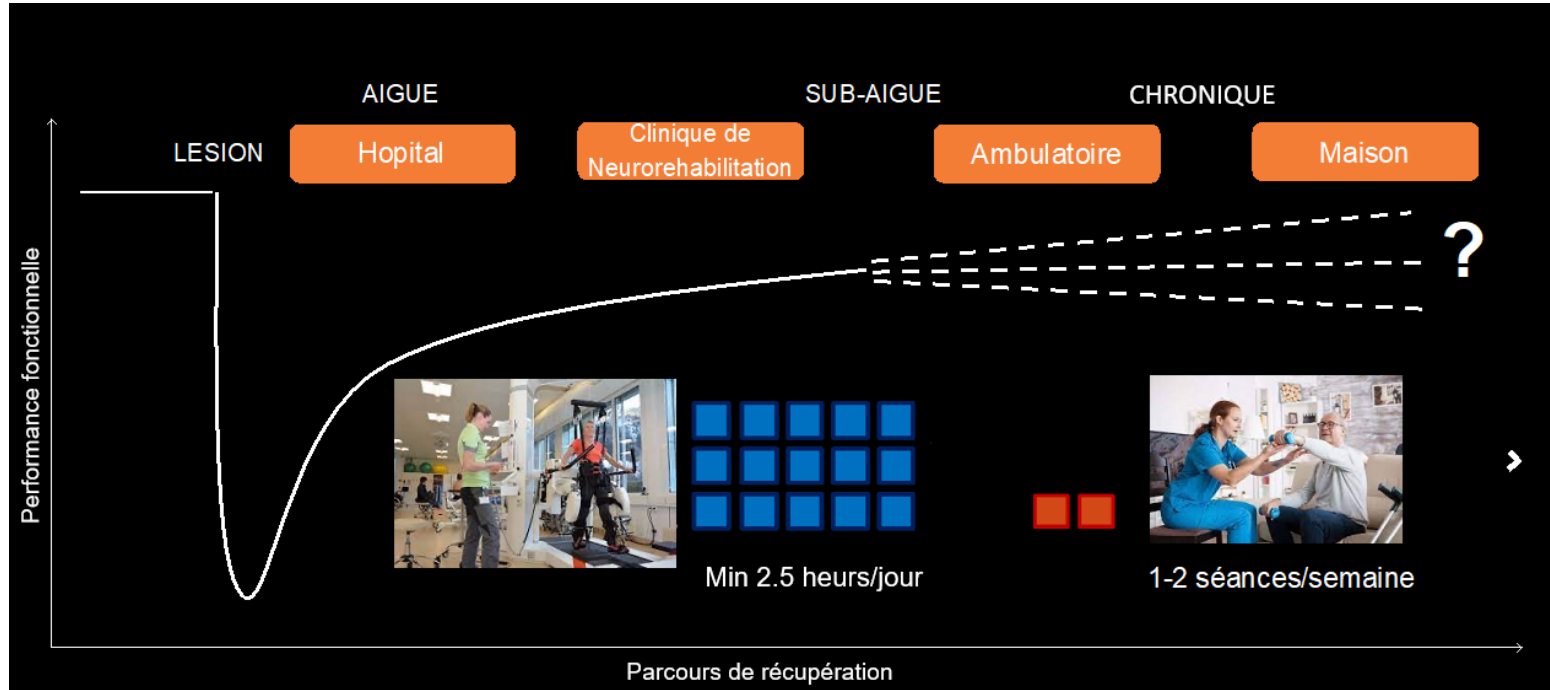 AIGUE
SUB-AIGUE
CHRONIQUE
LESION
Hopital
Clinique de
Neurorehabilitation
Ambulatoire
Maison
?
Performance fonctionnelle
Min 2.5 heurs/jour
1-2 séances/semaine
Parcours de récupération